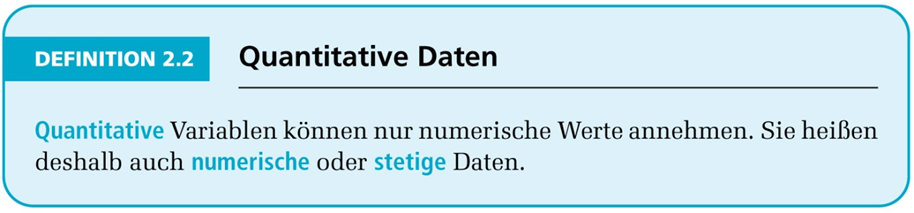 DEFINITION 2.2 Quantitative Daten
Quantitative Variablen können nur numerische Werte annehmen. Sie heißen
deshalb auch numerische oder stetige Daten.